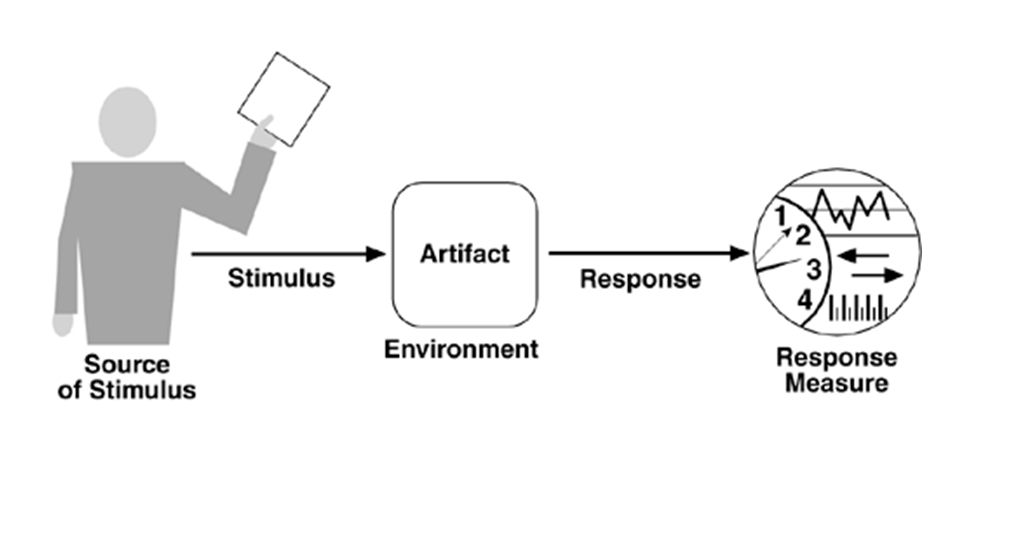 Source
of Stimulus
Stimulus
Artifact
Environment
Response
1
2
3
4
Response
Measure